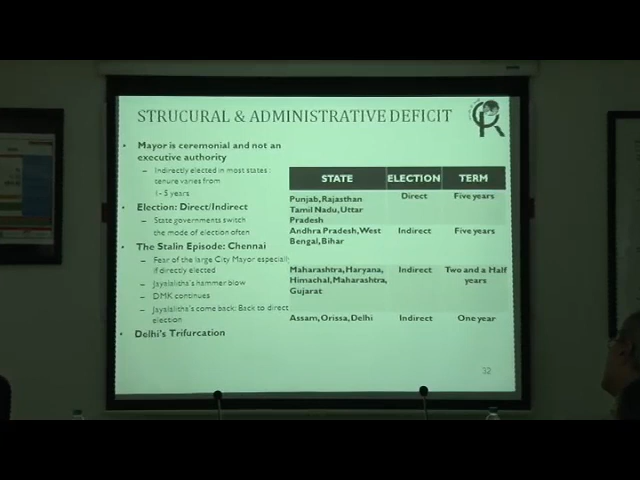 STRUCURAL & ADMINISTRATIVE DEFICIT
• Mayor is ceremonial and not an
executive authority
– Indirectly elected in most states:
tenure varies from
1- 5 years
• Election: Direct/Indirect
– State governments switch
the mode of election often
• The Stalin Episode: Chennai
– Fear of the large City Mayor especially
if directly elected
– Jayalalitha's hammer blow
– DMK continues
– Jayalalitha's come back: Back to direct
election
• Delhi's Trifurcation
STATE ELECTION TERM
Punjab, Rajasthan Direct Five years
Tamil Nadu, Uttar
Pradesh
Andhra Pradesh, West Indirect Five years
Bengal, Bihar
Maharashtra, Haryana, Indirect Two and a Half
Himachal, Maharashtra, years
Gujarat
Assam, Orissa, Delhi Indirect One year
32